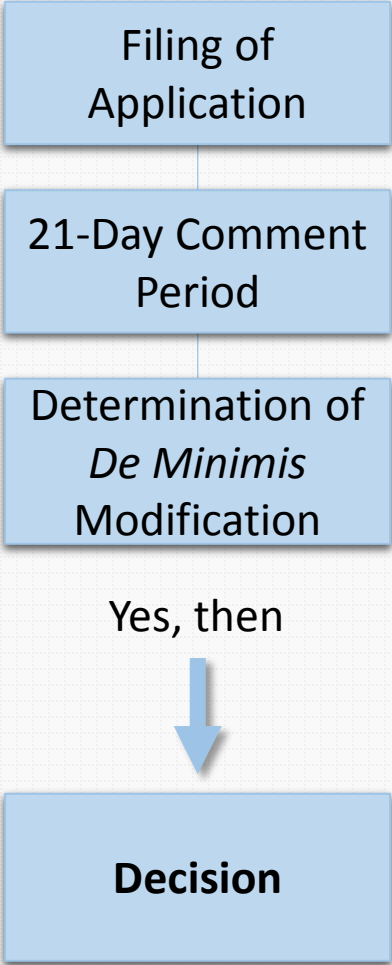 Filing of
Application
21-Day Comment
Period
Determination of
De Minimis
Modification
Yes, then
Decision